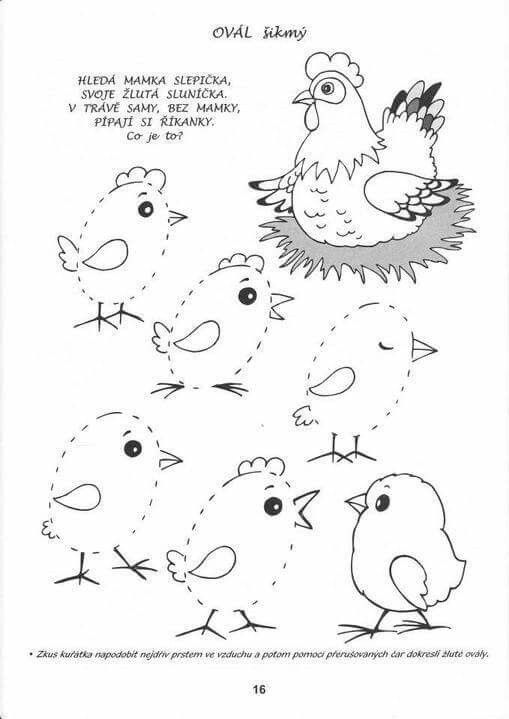 OVÁL šikmý
HLEDÁ MAMKA SLEPIČKA,
SVOJE ŽLUTÁ SLUNÍČKA.
V TRÁVĚ SAMY, BEZ MAMKY,
PÍPAJÍ SI ŘÍKANKY.
Co je to?
• Zkus kuřátka napodobit nejdřív prstem ve vzduchu a potom pomocí přerušovaných čar dokresli žluté ovály.
16